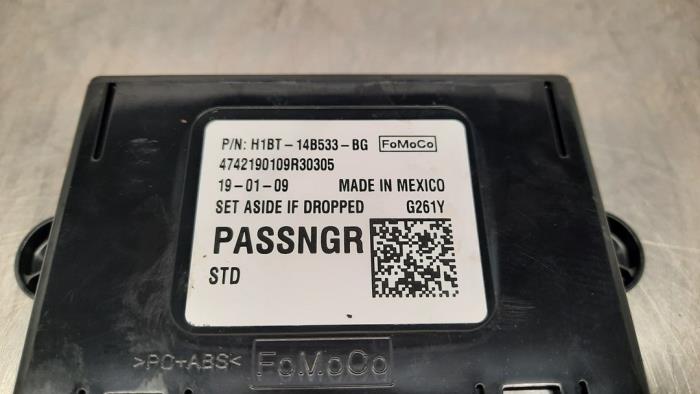 P/N: H1BT-14B533-BG FoMoCo
4742190109R30305
19-01-09 MADE IN MEXICO
SET ASIDE IF DROPPED G261Y
PASSNGR
STD
>PC+ABS< FoMoCo